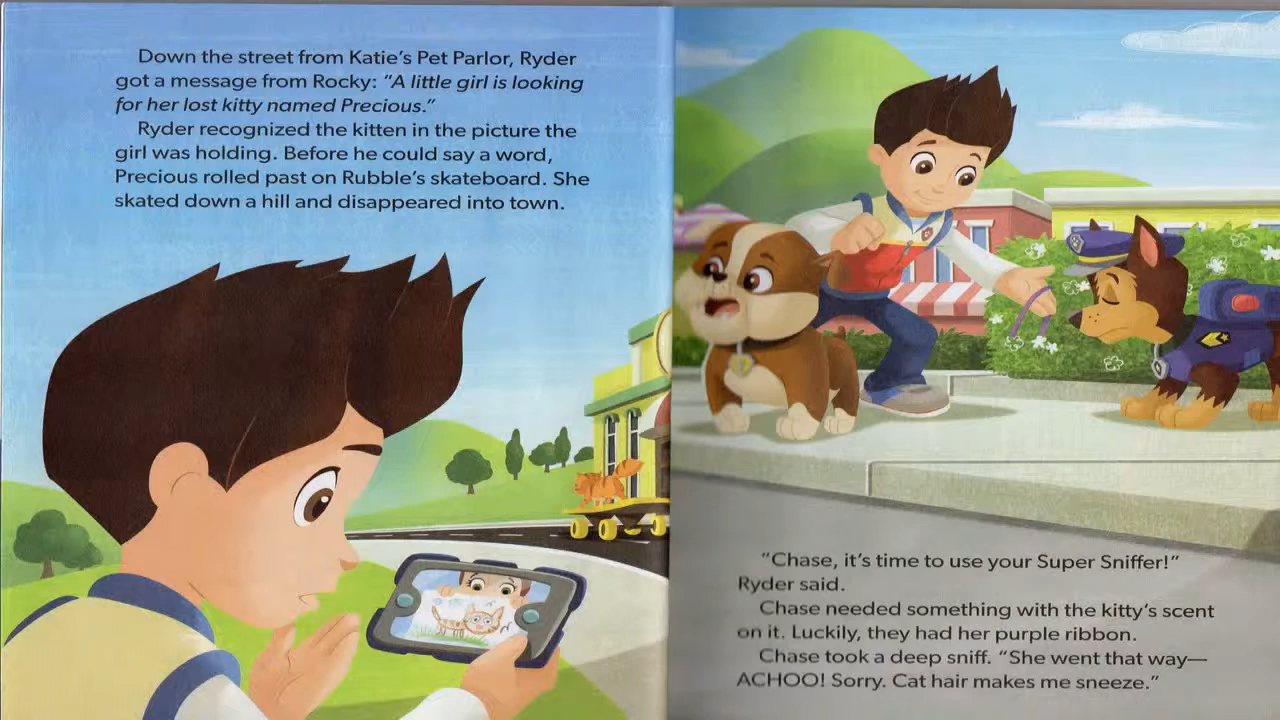 Down the street from Katie’s Pet Parlor, Ryder
got a message from Rocky: “A little girl is looking
for her lost kitty named Precious.”
Ryder recognized the kitten in the picture the
girl was holding. Before he could say a word,
Precious rolled past on Rubble’s skateboard. She
skated down a hill and disappeared into town.
“Chase, it’s time to use your Super Sniffer!”
Ryder said.
Chase needed something with the kitty’s scent
on it. Luckily, they had her purple ribbon.
Chase took a deep sniff. “She went that way—
ACHOO! Sorry. Cat hair makes me sneeze.”